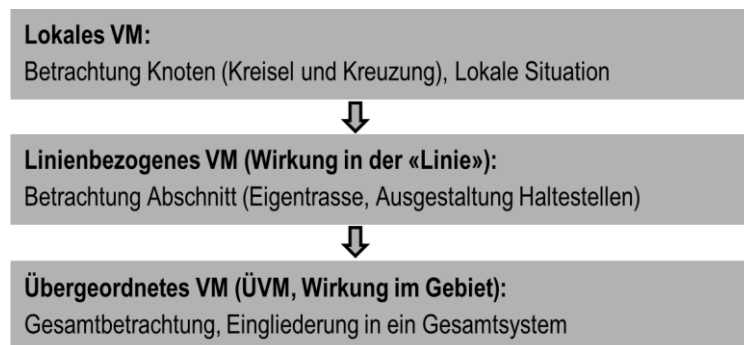 Lokales VM:
Betrachtung Knoten (Kreisel und Kreuzung), Lokale Situation
Linienbezogenes VM (Wirkung in der «Linie»):
Betrachtung Abschnitt (Eigentrasse, Ausgestaltung Haltestellen)
Übergeordnetes VM (ÜVM, Wirkung im Gebiet):
Gesamtbetrachtung, Eingliederung in ein Gesamtsystem